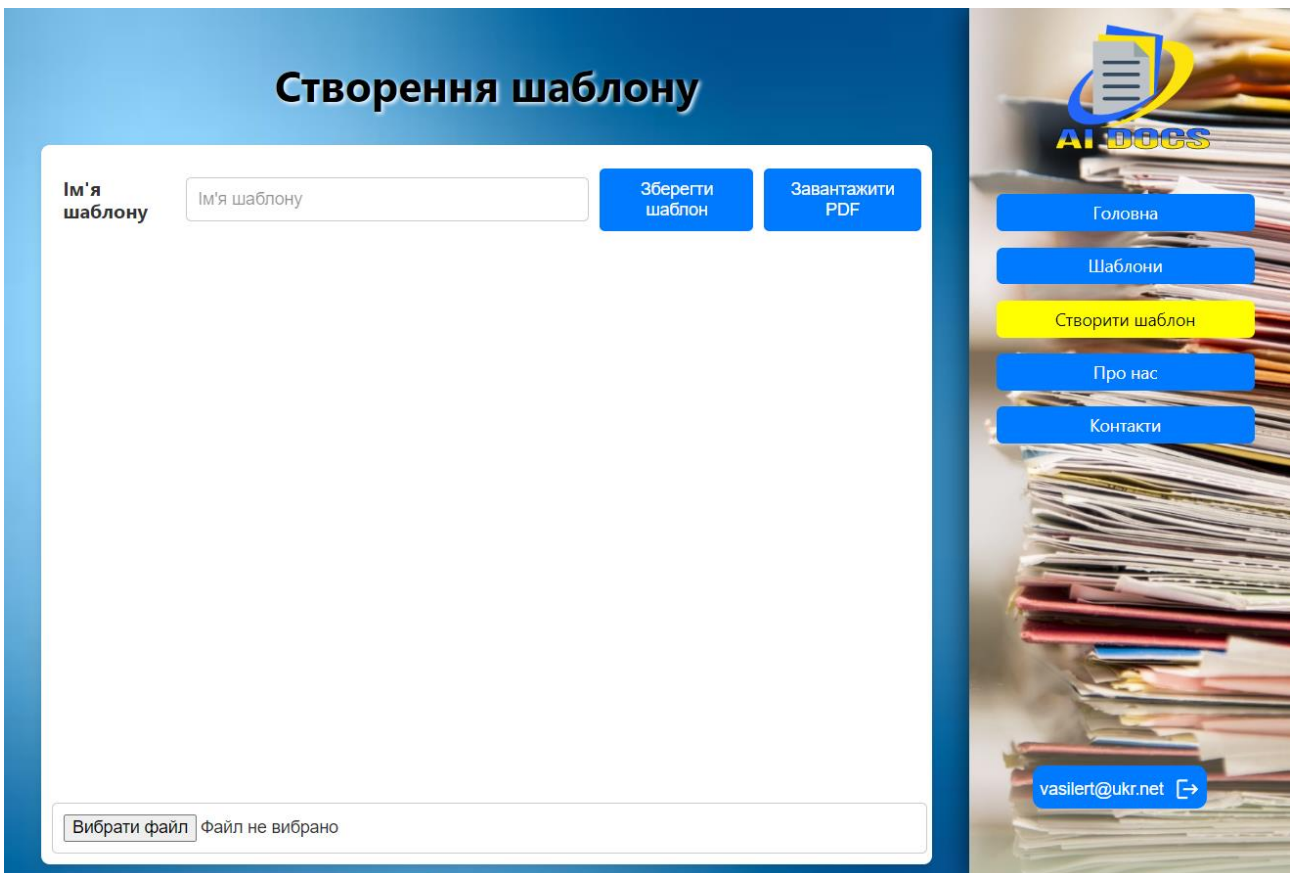 Створення шаблону
Ім'я
шаблону
Ім'я шаблону
Зберегти
шаблон
Завантажити
PDF
Вибрати файл Файл не вибрано
AI DOCS
Головна
Шаблони
Створити шаблон
Про нас
Контакти
vasilert@ukr.net